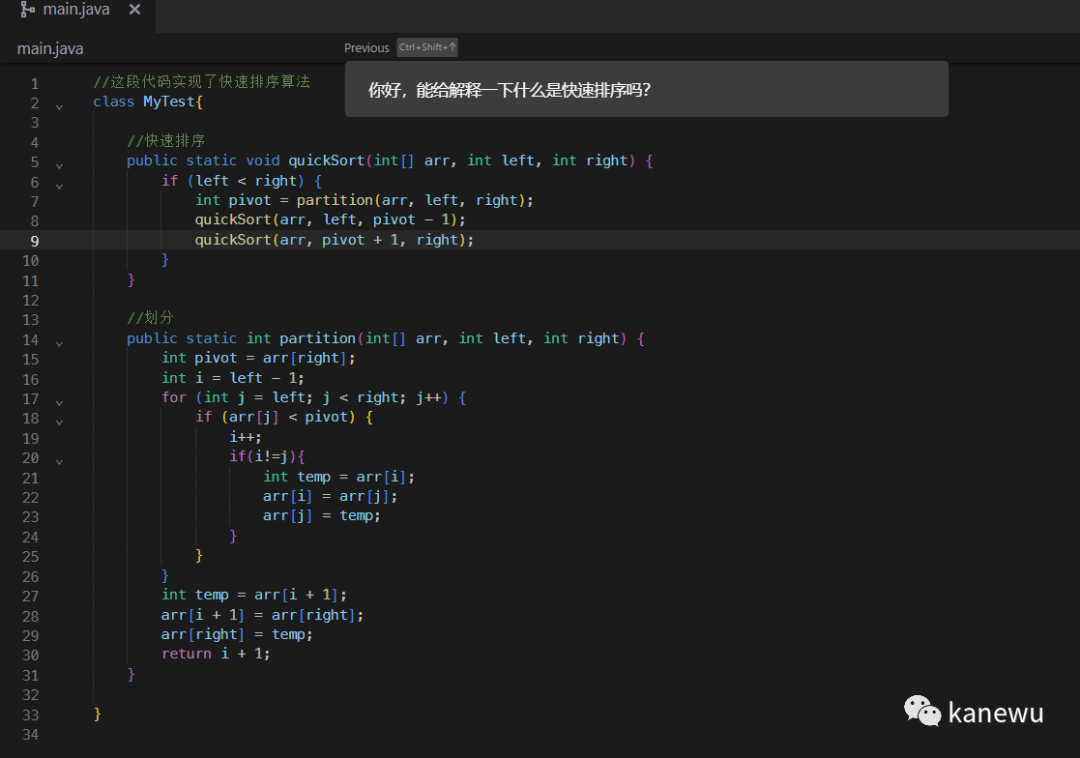 main.java ×
main.java
Previous Ctrl+Shift+↑
你好，能给解释一下什么是快速排序吗？
1 //这段代码实现了快速排序算法
2 class MyTest{
3
4 //快速排序
5 public static void quickSort(int[] arr, int left, int right) {
6 if (left < right) {
7 int pivot = partition(arr, left, right);
8 quickSort(arr, left, pivot - 1);
9 quickSort(arr, pivot + 1, right);
10 }
11 }
12
13 //划分
14 public static int partition(int[] arr, int left, int right) {
15 int pivot = arr[right];
16 int i = left - 1;
17 for (int j = left; j < right; j++) {
18 if (arr[j] < pivot) {
19 i++;
20 if(i!=j){
21 int temp = arr[i];
22 arr[i] = arr[j];
23 arr[j] = temp;
24 }
25 }
26 }
27 int temp = arr[i + 1];
28 arr[i + 1] = arr[right];
29 arr[right] = temp;
30 return i + 1;
31 }
32
33 }
34
kanewu